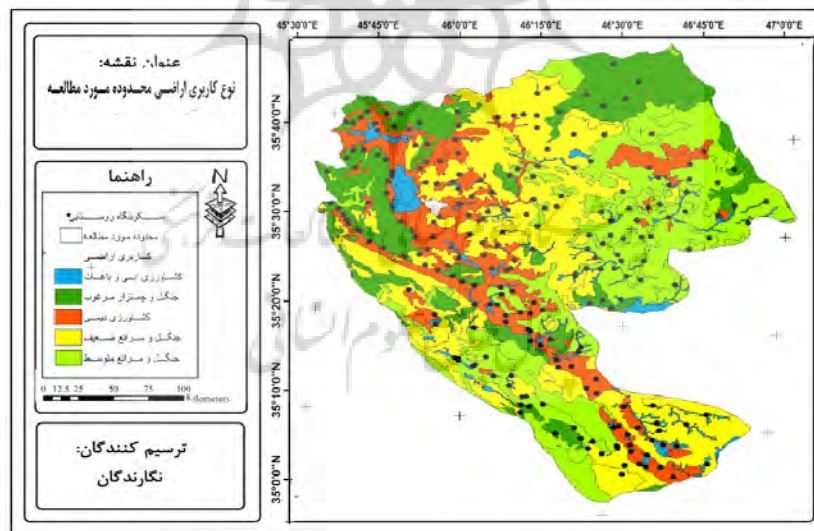 عنوان نقشه:
نوع کاربری اراضی محدوده مورد مطالعه
راهنما
N
سکونتگاه روستایی
محدوده مورد مطالعه
کاربری اراضی
کشاورزی آبی و باغات
جنگل و چمنزار مرغوب
کشاورزی دیمی
جنگل و مراتع ضعیف
جنگل و مراتع متوسط
0 12.5 25 50 75 100
Kilometers
ترسیم کنندگان:
نگارندگان
45°30'0"E 45°45'0"E 46°0'0"E 46°15'0"E 46°30'0"E 46°45'0"E 47°0'0"E
35°40'0"N
35°30'0"N
35°20'0"N
35°10'0"N
35°0'0"N